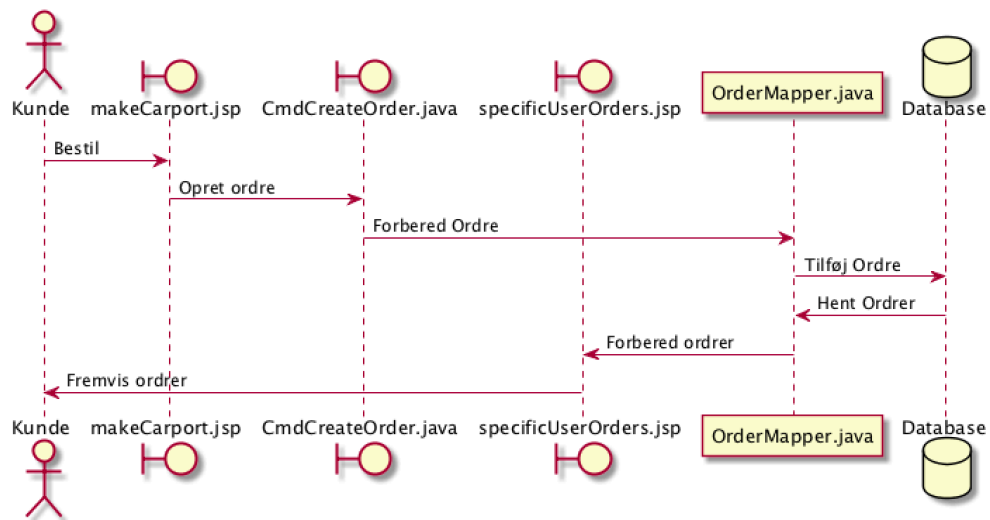 Kunde makeCarport.jsp CmdCreateOrder.java specificUserOrders.jsp OrderMapper.java Database
Bestil
Opret ordre
Forbered Ordre
Tilføj Ordre
Hent Ordrer
Forbered ordrer
Fremvis ordrer
Kunde makeCarport.jsp CmdCreateOrder.java specificUserOrders.jsp OrderMapper.java Database